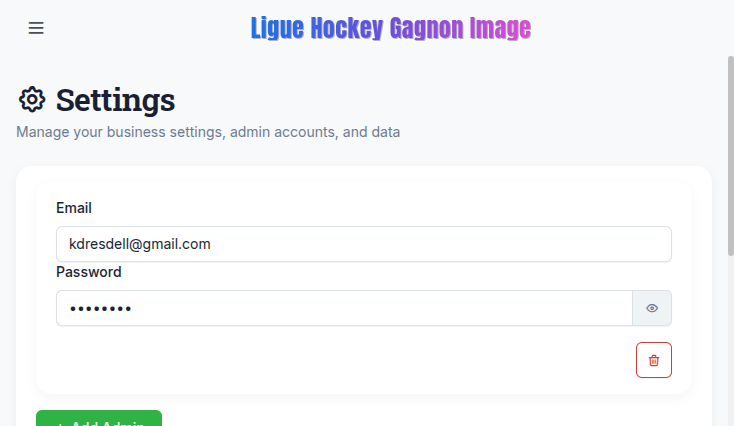 Ligue Hockey Gagnon Image
Settings
Manage your business settings, admin accounts, and data
Email
kdresdell@gmail.com
Password
••••••••
+ Add Admin